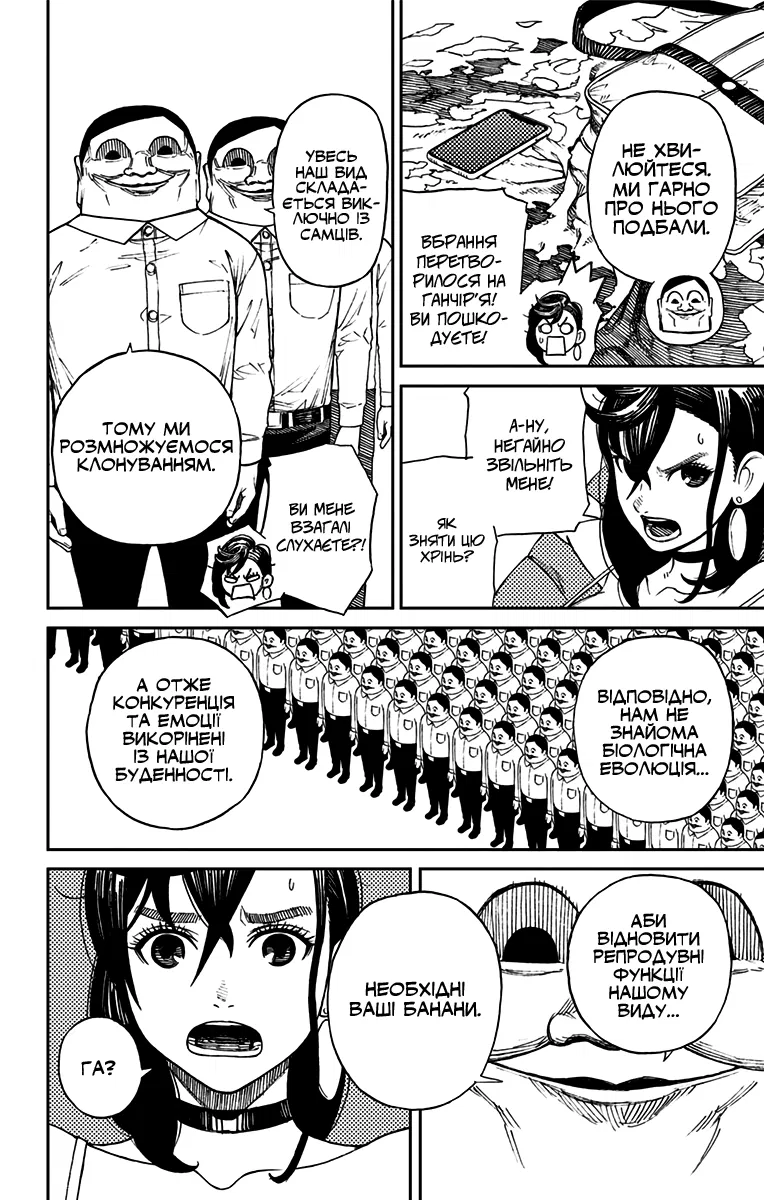 НЕ ХВИ-
ЛЮЙТЕСЯ.
МИ ГАРНО
ПРО НЬОГО
ПОДБАЛИ.
ВБРАННЯ
ПЕРЕТВО-
РИЛОСЯ НА
ГАНЧІР'Я!
ВИ ПОШКО-
ДУЄТЕ!
А-НУ,
НЕГАЙНО
ЗВІЛЬНІТЬ
МЕНЕ!
ЯК
ЗНЯТИ ЦЮ
ХРІНЬ?
УВЕСЬ
НАШ ВИД
СКЛАДА-
ЄТЬСЯ ВИК-
ЛЮЧНО ІЗ
САМЦІВ.
ТОМУ МИ
РОЗМНОЖУЄМОСЯ
КЛОНУВАННЯМ.
ВИ МЕНЕ
ВЗАГАЛІ
СЛУХАЄТЕ?!
ВІДПОВІДНО,
НАМ НЕ
ЗНАЙОМА
БІОЛОГІЧНА
ЕВОЛЮЦІЯ...
А ОТЖЕ
КОНКУРЕНЦІЯ
ТА ЕМОЦІЇ
ВИКОРІНЕНІ
ІЗ НАШОЇ
БУДЕННОСТІ.
АБИ
ВІДНОВИТИ
РЕПРОДУВНІ
ФУНКЦІЇ
НАШОМУ
ВИДУ...
НЕОБХІДНІ
ВАШІ БАНАНИ.
ГА?